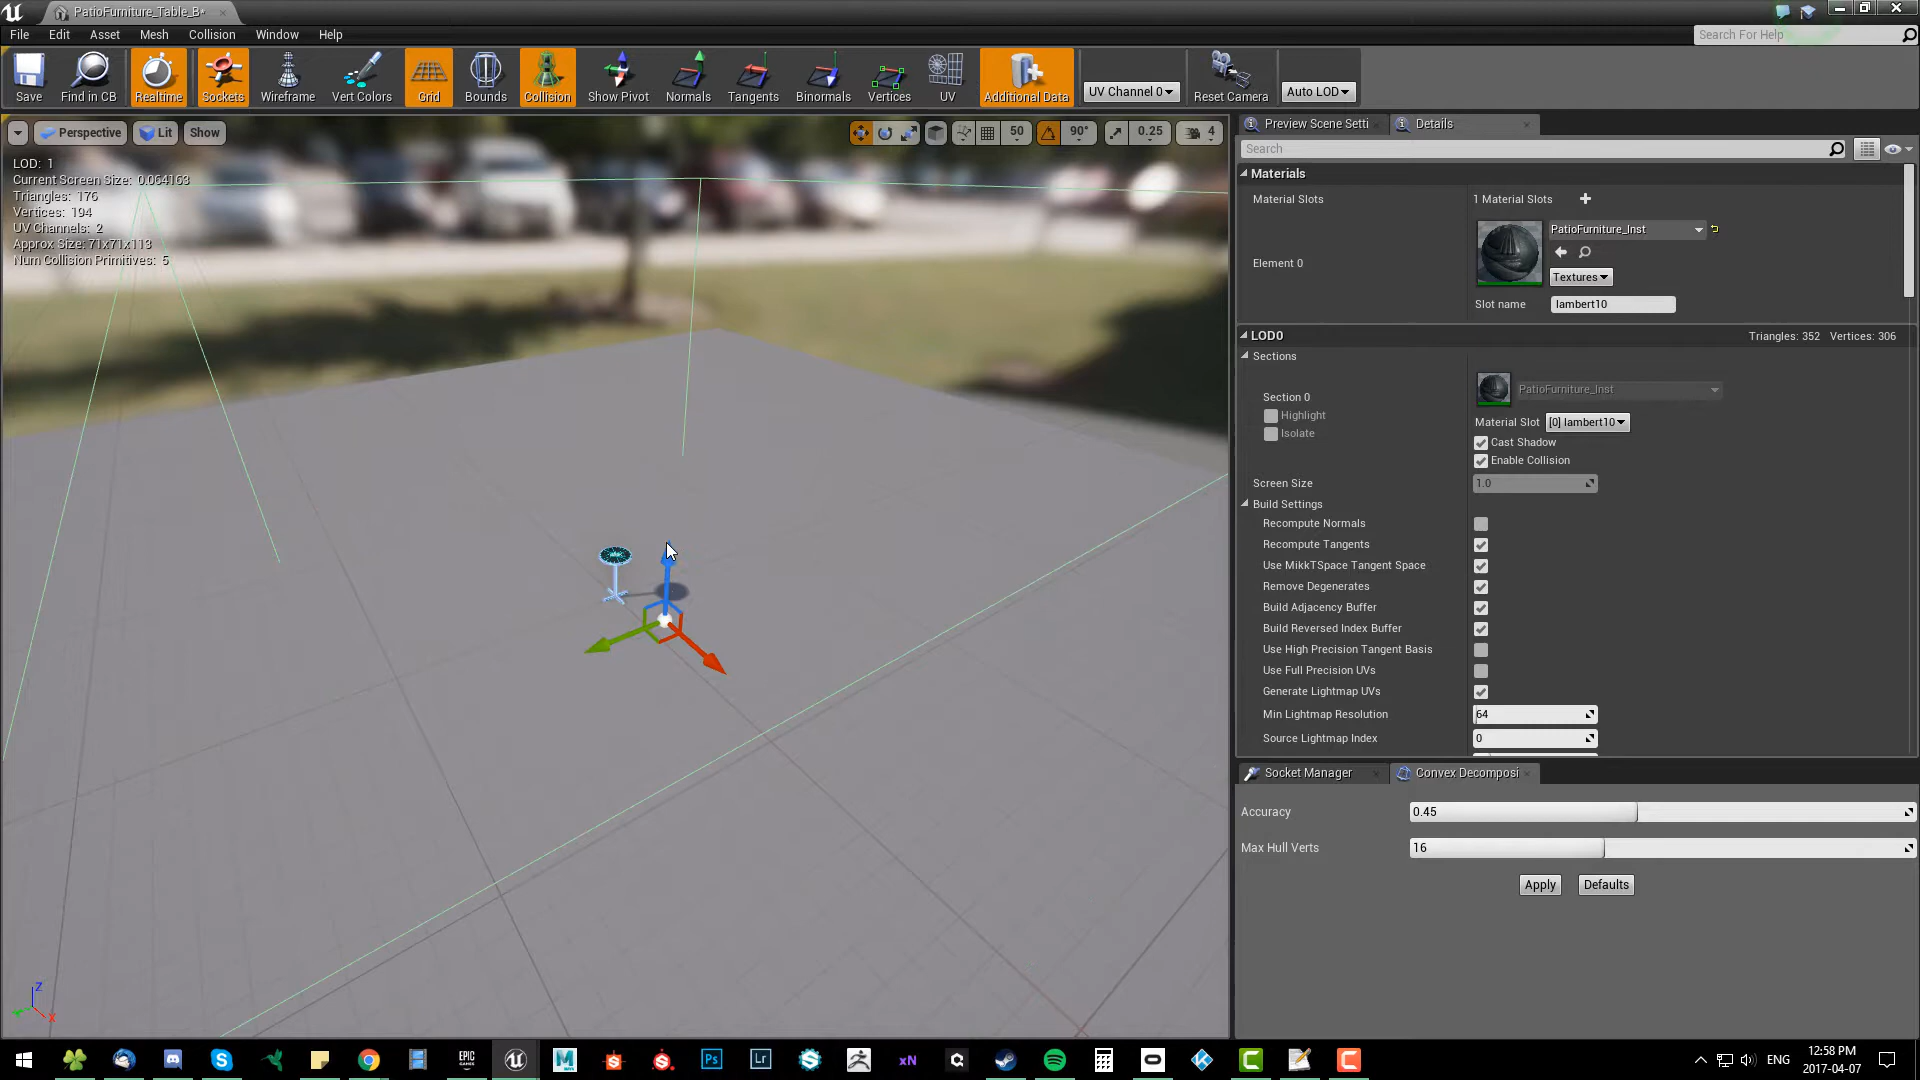 PatioFurniture_Table_B*
File Edit Asset Mesh Collision Window Help
Search For Help
Save Find in CB Realtime Sockets Wireframe Vert Colors Grid Bounds Collision Show Pivot Normals Tangents Binormals Vertices UV Additional Data UV Channel 0 Reset Camera Auto LOD
Perspective Lit Show
50 90° 0.25 4
LOD: 1
Current Screen Size: 0.064163
Triangles: 176
Vertices: 194
UV Channels: 2
Approx Size: 71x71x113
Num Collision Primitives: 5
Z
X
Preview Scene Setti Details
Search
Materials
Material Slots 1 Material Slots
Element 0
PatioFurniture_Inst
Textures
Slot name lambert10
LOD0 Triangles: 352 Vertices: 306
Sections
Section 0
Highlight
Isolate
PatioFurniture_Inst
Material Slot [0] lambert10
Cast Shadow
Enable Collision
Screen Size 1.0
Build Settings
Recompute Normals
Recompute Tangents
Use MikkTSpace Tangent Space
Remove Degenerates
Build Adjacency Buffer
Build Reversed Index Buffer
Use High Precision Tangent Basis
Use Full Precision UVs
Generate Lightmap UVs
Min Lightmap Resolution 64
Source Lightmap Index 0
Socket Manager Convex Decomposi
Accuracy 0.45
Max Hull Verts 16
Apply Defaults
EPIC GAMES
Ps
Lr
xN
ENG
12:58 PM
2017-04-07